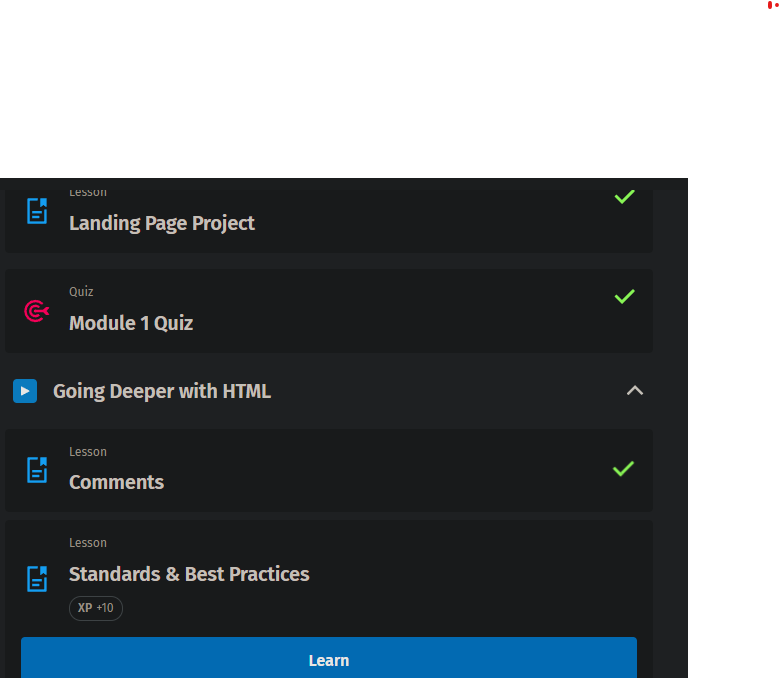 Lesson
Landing Page Project
Quiz
Module 1 Quiz
Going Deeper with HTML
Lesson
Comments
Lesson
Standards & Best Practices
XP +10
Learn